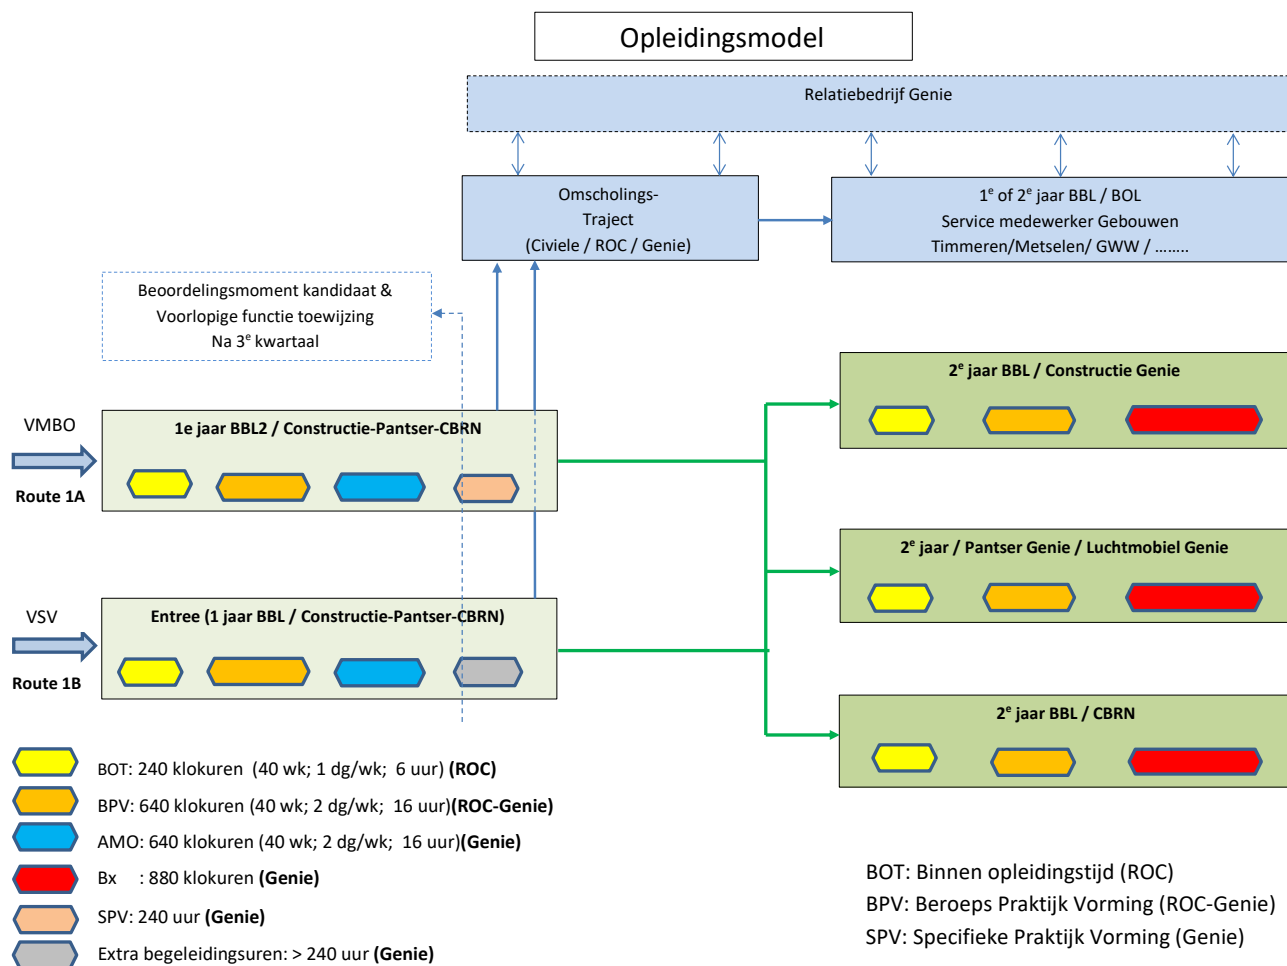 Opleidingsmodel
Relatiebedrijf Genie
Omscholings-
Traject
(Civiele / ROC / Genie)
1e of 2e jaar BBL / BOL
Service medewerker Gebouwen
Timmeren/Metselen/ GWW / ……..
Beoordelingsmoment kandidaat &
Voorlopige functie toewijzing
Na 3e kwartaal
2e jaar BBL / Constructie Genie
VMBO
Route 1A
1e jaar BBL2 / Constructie-Pantser-CBRN
2e jaar / Pantser Genie / Luchtmobiel Genie
VSV
Route 1B
Entree (1 jaar BBL / Constructie-Pantser-CBRN)
2e jaar BBL / CBRN
BOT: 240 klokuren (40 wk; 1 dg/wk; 6 uur) (ROC)
BPV: 640 klokuren (40 wk; 2 dg/wk; 16 uur)(ROC-Genie)
AMO: 640 klokuren (40 wk; 2 dg/wk; 16 uur)(Genie)
Bx : 880 klokuren (Genie)
SPV: 240 uur (Genie)
Extra begeleidingsuren: > 240 uur (Genie)
BOT: Binnen opleidingstijd (ROC)
BPV: Beroeps Praktijk Vorming (ROC-Genie)
SPV: Specifieke Praktijk Vorming (Genie)